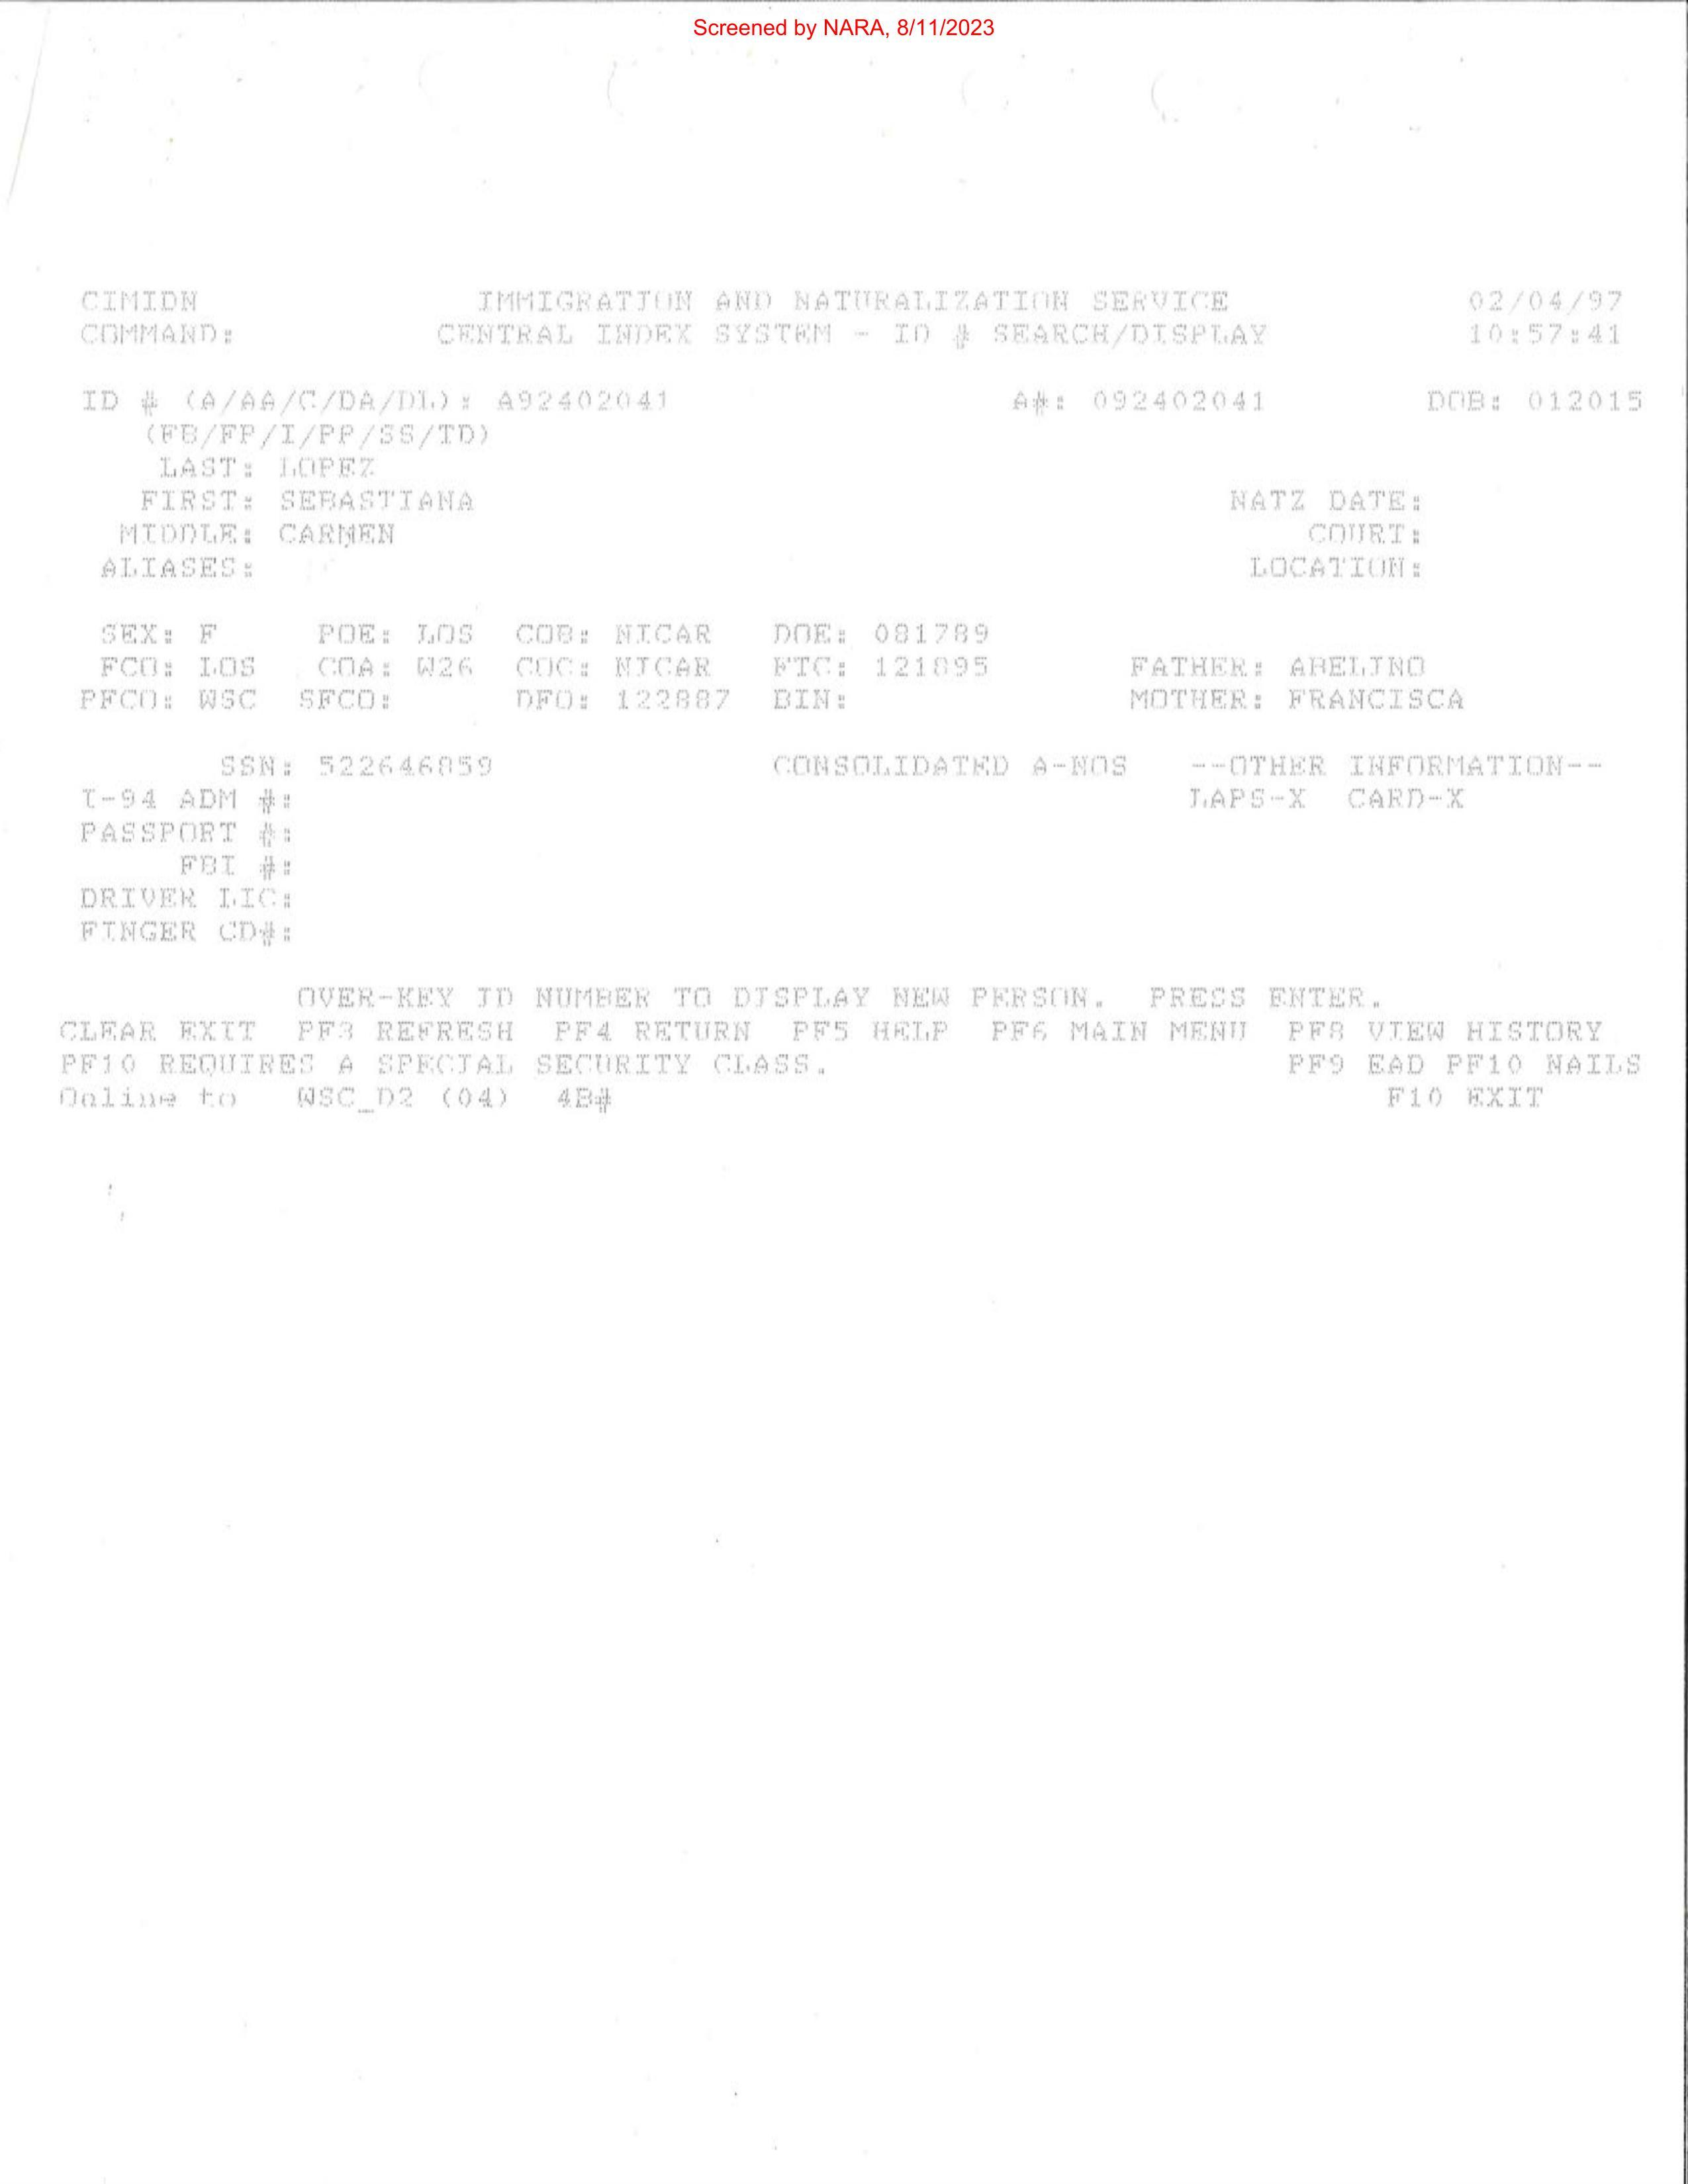 Screened by NARA, 8/11/2023
CIMIDN IMMIGRATION AND NATURALIZATION SERVICE 02/04/97
COMMAND: CENTRAL INDEX SYSTEM - ID # SEARCH/DISPLAY 10:57:41
ID # (A/AA/C/DA/DL): A92402041 A#: 092402041 DOB: 012015
(FB/FP/I/PP/SS/TD)
LAST: LOPEZ
FIRST: SEBASTIANA NATZ DATE:
MIDDLE: CARMEN COURT:
ALIASES: LOCATION:
SEX: F POE: LOS COB: NICAR DOE: 081789
FCO: LOS COA: W26 COC: NICAR FTC: 121895 FATHER: ABELINO
PFCO: WSC SFCO: DFO: 122887 BIN: MOTHER: FRANCISCA
SSN: 522646859 CONSOLIDATED A-NOS --OTHER INFORMATION--
I-94 ADM #: LAPS-X CARD-X
PASSPORT #:
FBI #:
DRIVER LIC:
FINGER CD#:
OVER-KEY ID NUMBER TO DISPLAY NEW PERSON. PRESS ENTER.
CLEAR EXIT PF3 REFRESH PF4 RETURN PF5 HELP PF6 MAIN MENU PF8 VIEW HISTORY
PF10 REQUIRES A SPECIAL SECURITY CLASS. PF9 EAD PF10 NAILS
Online to WSC_D2 (04) 4B# F10 EXIT